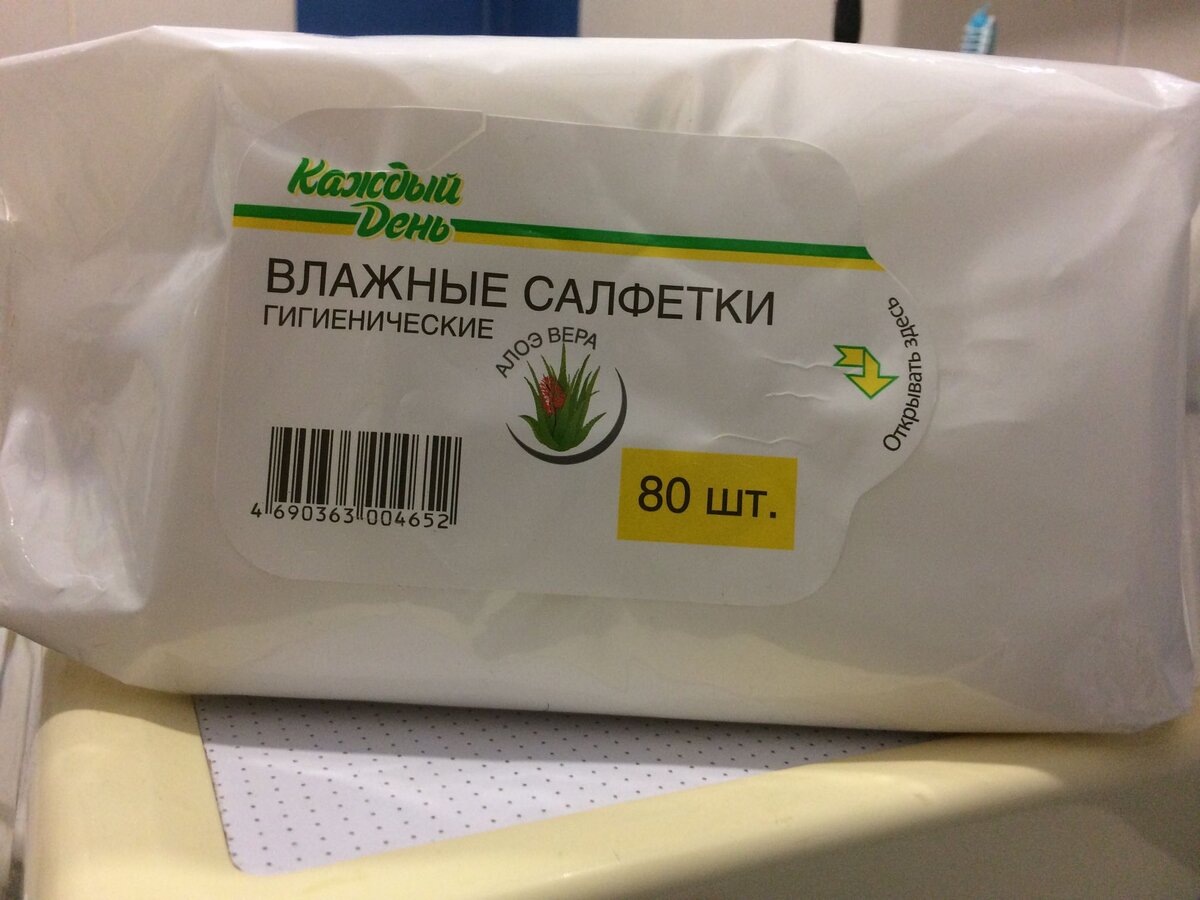 Каждый
День
ВЛАЖНЫЕ САЛФЕТКИ
ГИГИЕНИЧЕСКИЕ
АЛОЭ ВЕРА
Открывать здесь
80 шт.
4 690363 004652